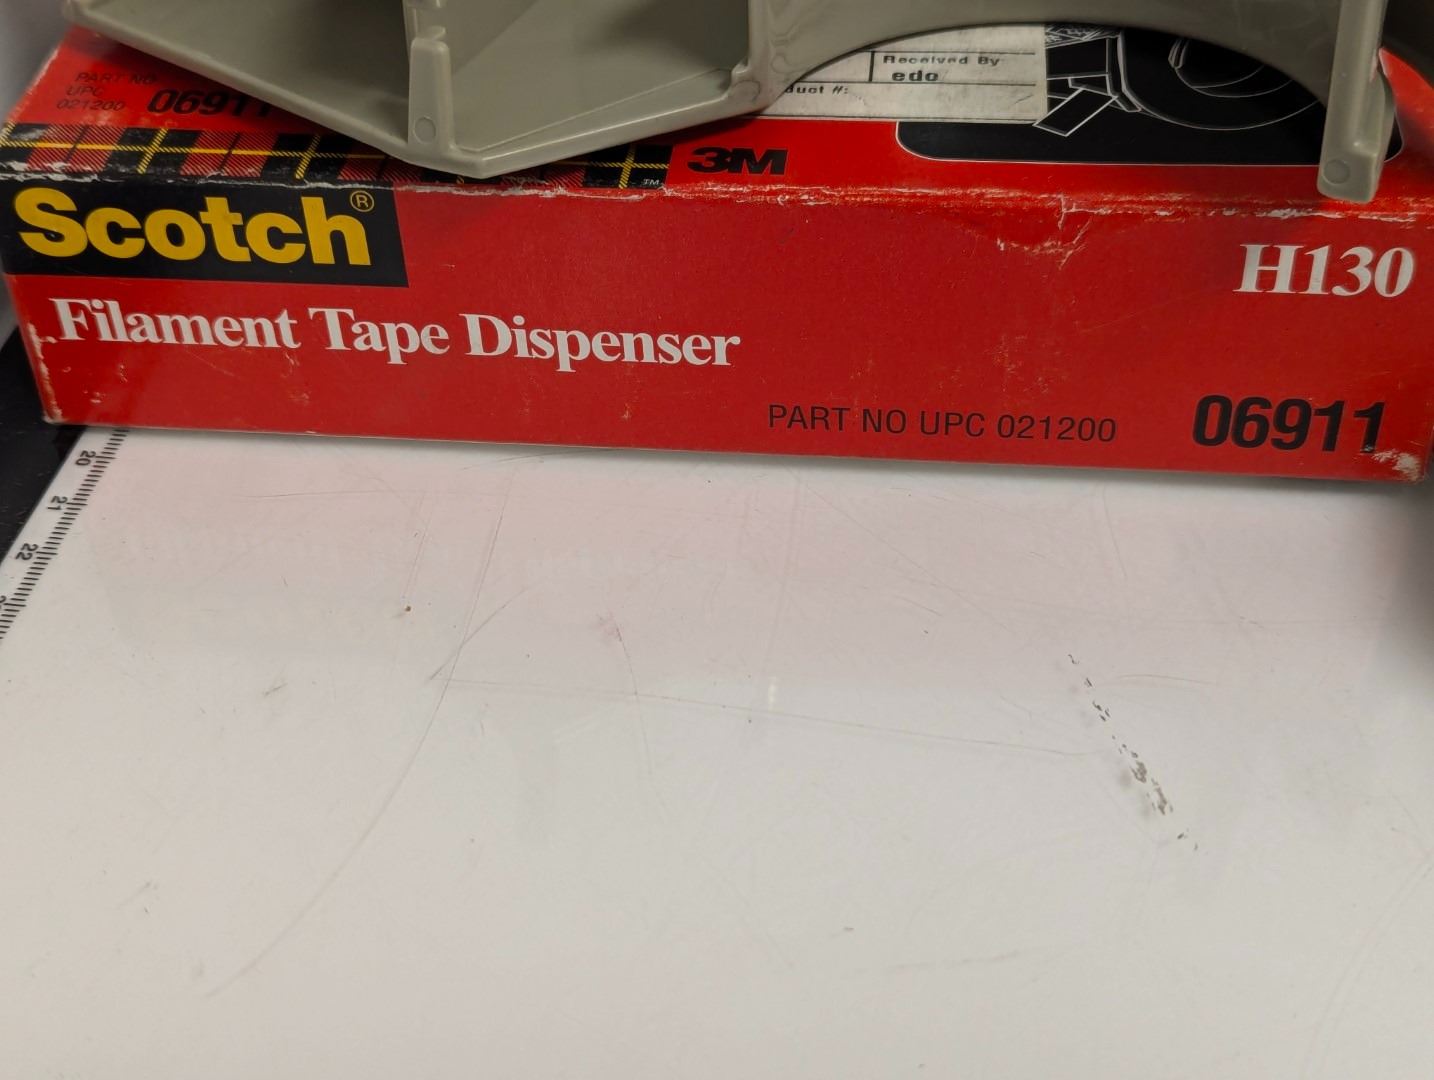 PART NO
UPC
021200 06911
Received By
edo
duct #:
3M
TM
Scotch®
H130
Filament Tape Dispenser
PART NO UPC 021200 06911
20
21
22